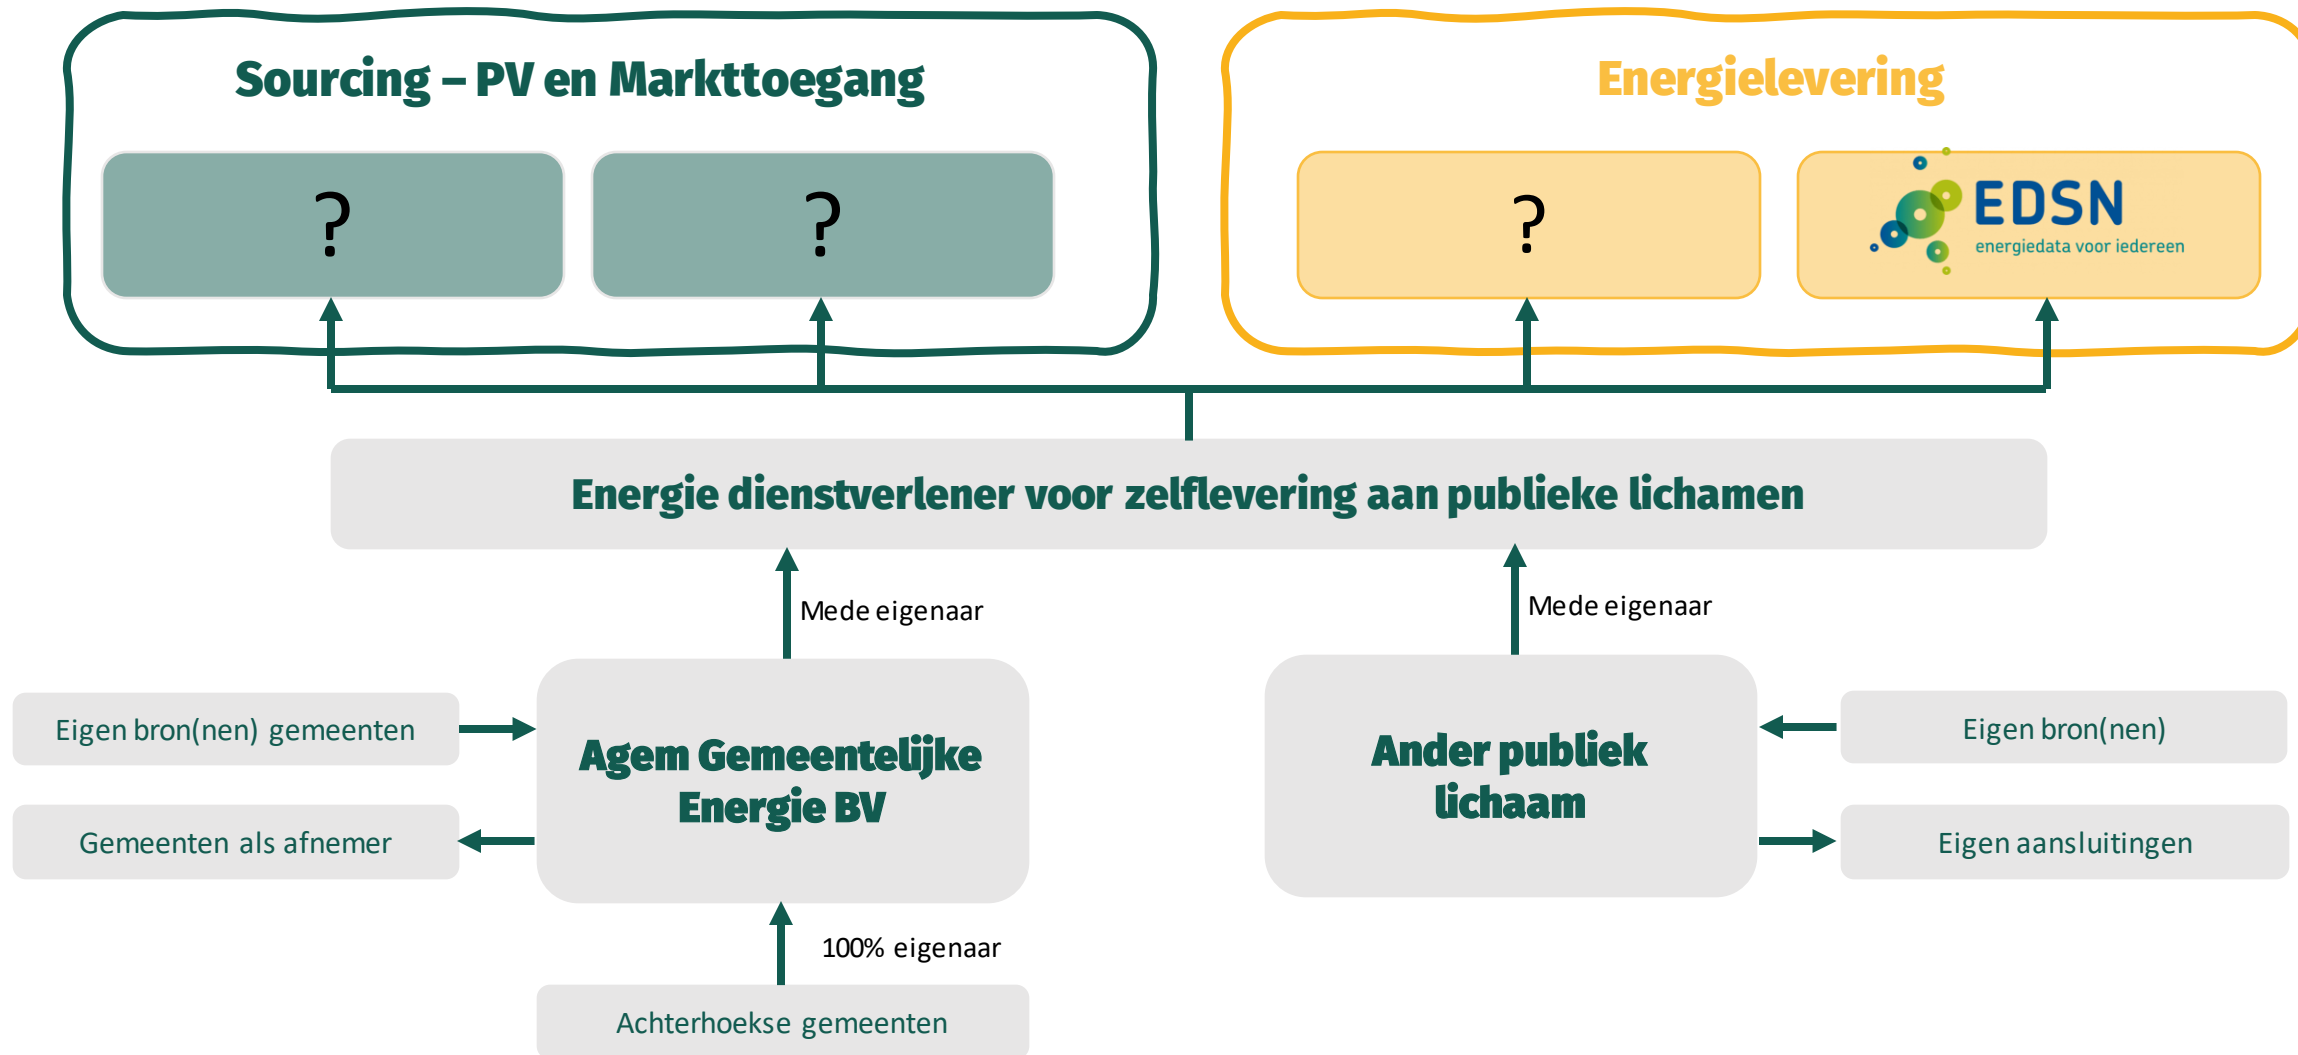 Sourcing – PV en Markttoegang
Energielevering
?
?
?
EDSN
energiedata voor iedereen
Energie dienstverlener voor zelflevering aan publieke lichamen
Mede eigenaar
Mede eigenaar
Eigen bron(nen) gemeenten
Agem Gemeentelijke
Energie BV
Gemeenten als afnemer
Ander publiek
lichaam
Eigen bron(nen)
Eigen aansluitingen
100% eigenaar
Achterhoekse gemeenten